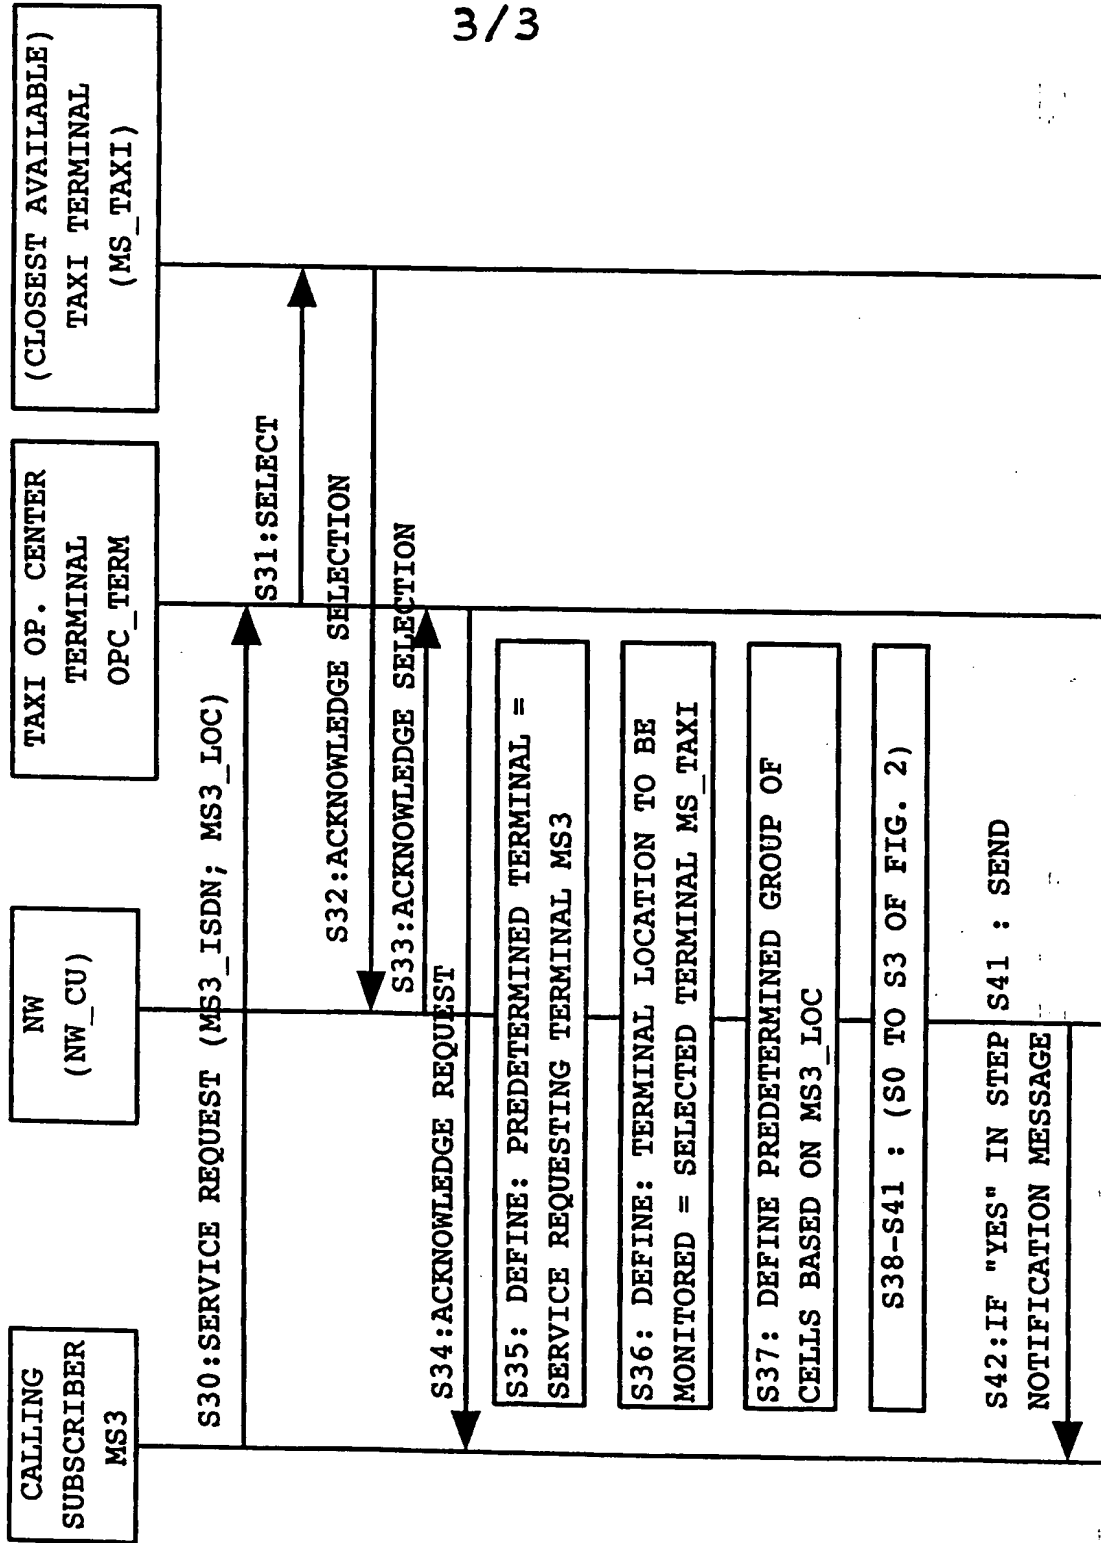 3/3
CALLING
SUBSCRIBER
MS3
NW
(NW_CU)
TAXI OP. CENTER
TERMINAL
OPC_TERM
(CLOSEST AVAILABLE)
TAXI TERMINAL
(MS_TAXI)
S30:SERVICE REQUEST (MS3_ISDN; MS3_LOC)
S31:SELECT
S32:ACKNOWLEDGE SELECTION
S33:ACKNOWLEDGE SELECTION
S34:ACKNOWLEDGE REQUEST
S35: DEFINE: PREDETERMINED TERMINAL =
SERVICE REQUESTING TERMINAL MS3
S36: DEFINE: TERMINAL LOCATION TO BE
MONITORED = SELECTED TERMINAL MS_TAXI
S37: DEFINE PREDETERMINED GROUP OF
CELLS BASED ON MS3_LOC
S38-S41 : (S0 TO S3 OF FIG. 2)
S42:IF "YES" IN STEP S41 : SEND
NOTIFICATION MESSAGE